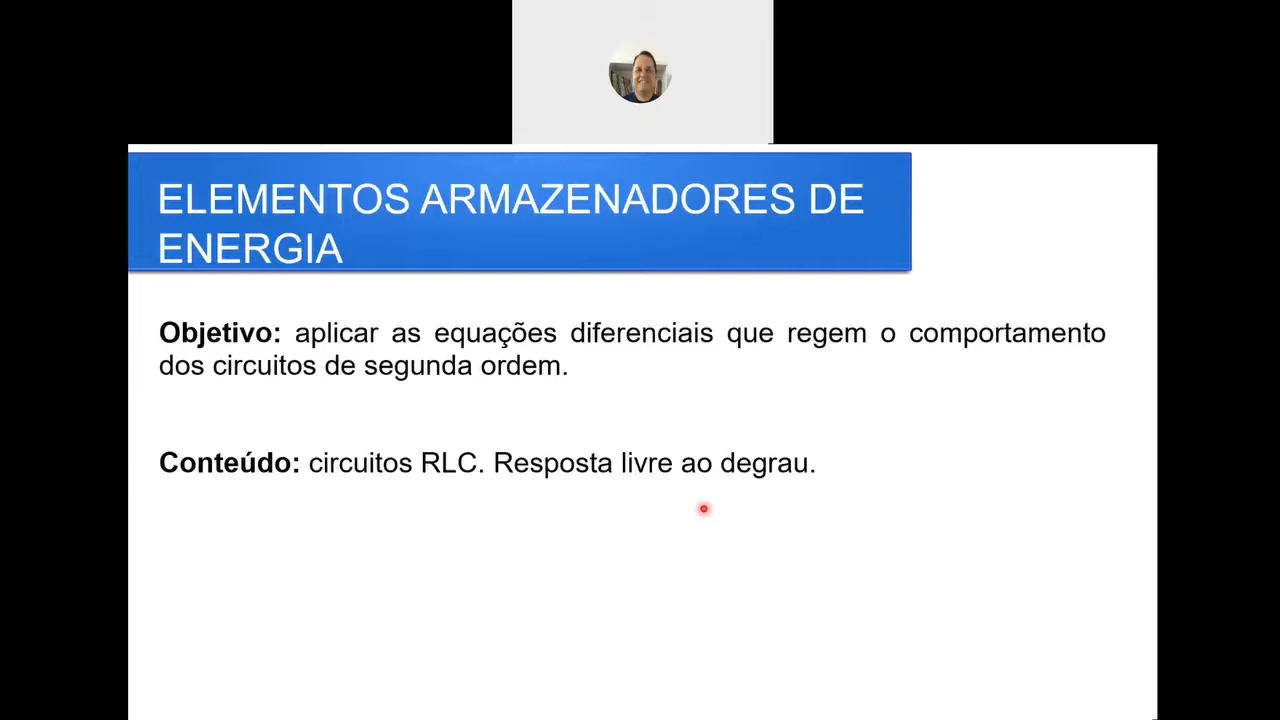 ELEMENTOS ARMAZENADORES DE
ENERGIA
Objetivo: aplicar as equações diferenciais que regem o comportamento
dos circuitos de segunda ordem.
Conteúdo: circuitos RLC. Resposta livre ao degrau.